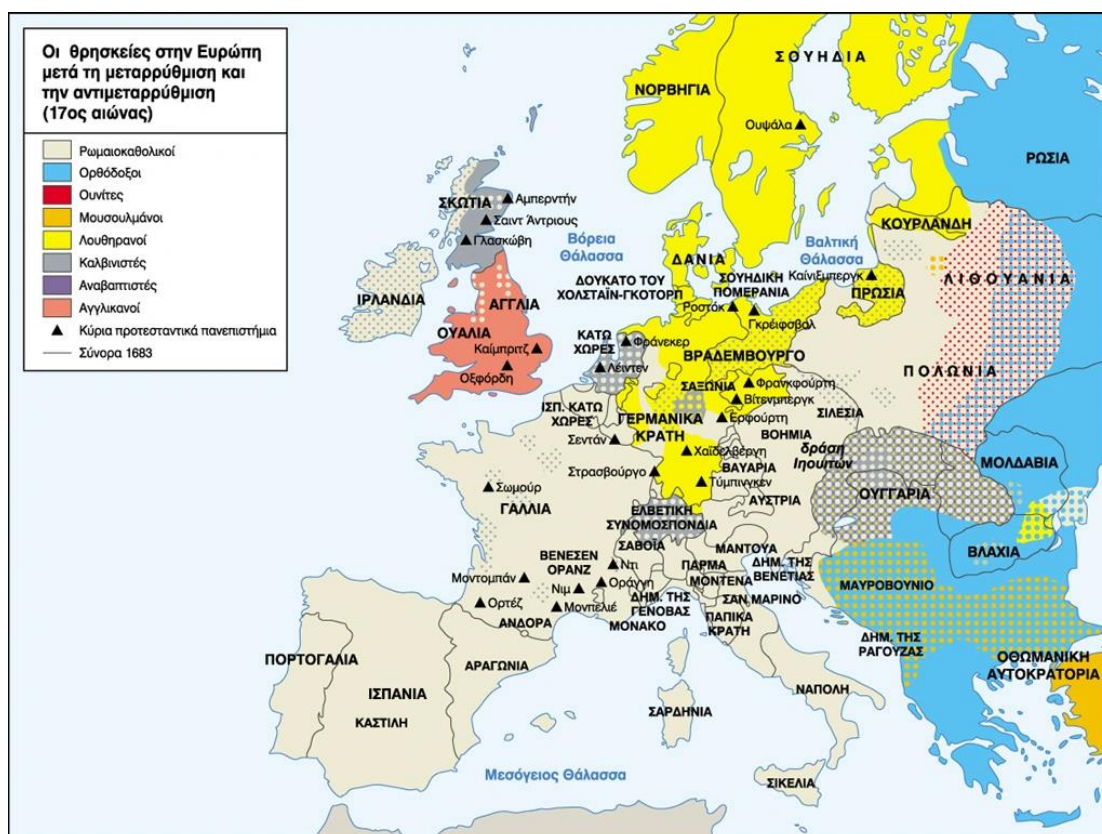 Οι θρησκείες στην Ευρώπη
μετά τη μεταρρύθμιση και
την αντιμεταρρύθμιση
(17ος αιώνας)
Ρωμαιοκαθολικοί
Ορθόδοξοι
Ουνίτες
Μουσουλμάνοι
Λουθηρανοί
Καλβινιστές
Αναβαπτιστές
Αγγλικανοί
Κύρια προτεσταντικά πανεπιστήμια
Σύνορα 1683
ΣΟΥΗΔΙΑ
ΝΟΡΒΗΓΙΑ
Ουψάλα
ΡΩΣΙΑ
ΣΚΩΤΙΑ
Αμπερντήν
Σαιντ Άντριους
Γλασκώβη
ΚΟΥΡΛΑΝΔΗ
Βόρεια
Θάλασσα
Βαλτική
Θάλασσα
ΔΑΝΙΑ
Καίνιξμπεργκ
ΛΙΘΟΥΑΝΙΑ
ΔΟΥΚΑΤΟ ΤΟΥ
ΧΟΛΣΤΑΪΝ-ΓΚΟΤΟΡΠ
ΣΟΥΗΔΙΚΗ
ΠΟΜΕΡΑΝΙΑ
ΠΡΩΣΙΑ
ΙΡΛΑΝΔΙΑ
ΑΓΓΛΙΑ
Ροστόκ
Γκρέιφσβαλ
ΟΥΑΛΙΑ
ΚΑΤΩ
ΧΩΡΕΣ
Φράνεκερ
Καίμπριτζ
ΒΡΑΔΕΜΒΟΥΡΓΟ
Οξφόρδη
Λέιντεν
ΠΟΛΩΝΙΑ
ΣΑΞΩΝΙΑ
Φρανκφούρτη
Βίτενμπεργκ
ΙΣΠ. ΚΑΤΩ
ΧΩΡΕΣ
ΓΕΡΜΑΝΙΚΑ
ΚΡΑΤΗ
Ερφούρτη
ΣΙΛΕΣΙΑ
Σεντάν
ΒΟΗΜΙΑ
δράση
Ιησουιτών
Χαϊδελβέργη
ΜΟΛΔΑΒΙΑ
Στρασβούργο
ΒΑΥΑΡΙΑ
Τύμπινγκεν
Σωμούρ
ΓΑΛΛΙΑ
ΑΥΣΤΡΙΑ
ΟΥΓΓΑΡΙΑ
ΕΛΒΕΤΙΚΗ
ΣΥΝΟΜΟΣΠΟΝΔΙΑ
ΣΑΒΟΪΑ
ΜΑΝΤΟΥΑ
ΒΛΑΧΙΑ
ΒΕΝΕΣΕΝ
ΟΡΑΝΖ
Ντι
ΠΑΡΜΑ
ΔΗΜ. ΤΗΣ
ΒΕΝΕΤΙΑΣ
Μοντομπάν
Νιμ
Οράγγη
ΜΟΝΤΕΝΑ
ΜΑΥΡΟΒΟΥΝΙΟ
Ορτέζ
Μονπελιέ
ΔΗΜ. ΤΗΣ
ΓΕΝΟΒΑΣ
ΣΑΝ ΜΑΡΙΝΟ
ΑΝΔΟΡΑ
ΜΟΝΑΚΟ
ΠΑΠΙΚΑ
ΚΡΑΤΗ
ΔΗΜ. ΤΗΣ
ΡΑΓΟΥΖΑΣ
ΠΟΡΤΟΓΑΛΙΑ
ΑΡΑΓΩΝΙΑ
ΟΘΩΜΑΝΙΚΗ
ΑΥΤΟΚΡΑΤΟΡΙΑ
ΙΣΠΑΝΙΑ
ΝΑΠΟΛΗ
ΚΑΣΤΙΛΗ
ΣΑΡΔΗΝΙΑ
Μεσόγειος Θάλασσα
ΣΙΚΕΛΙΑ